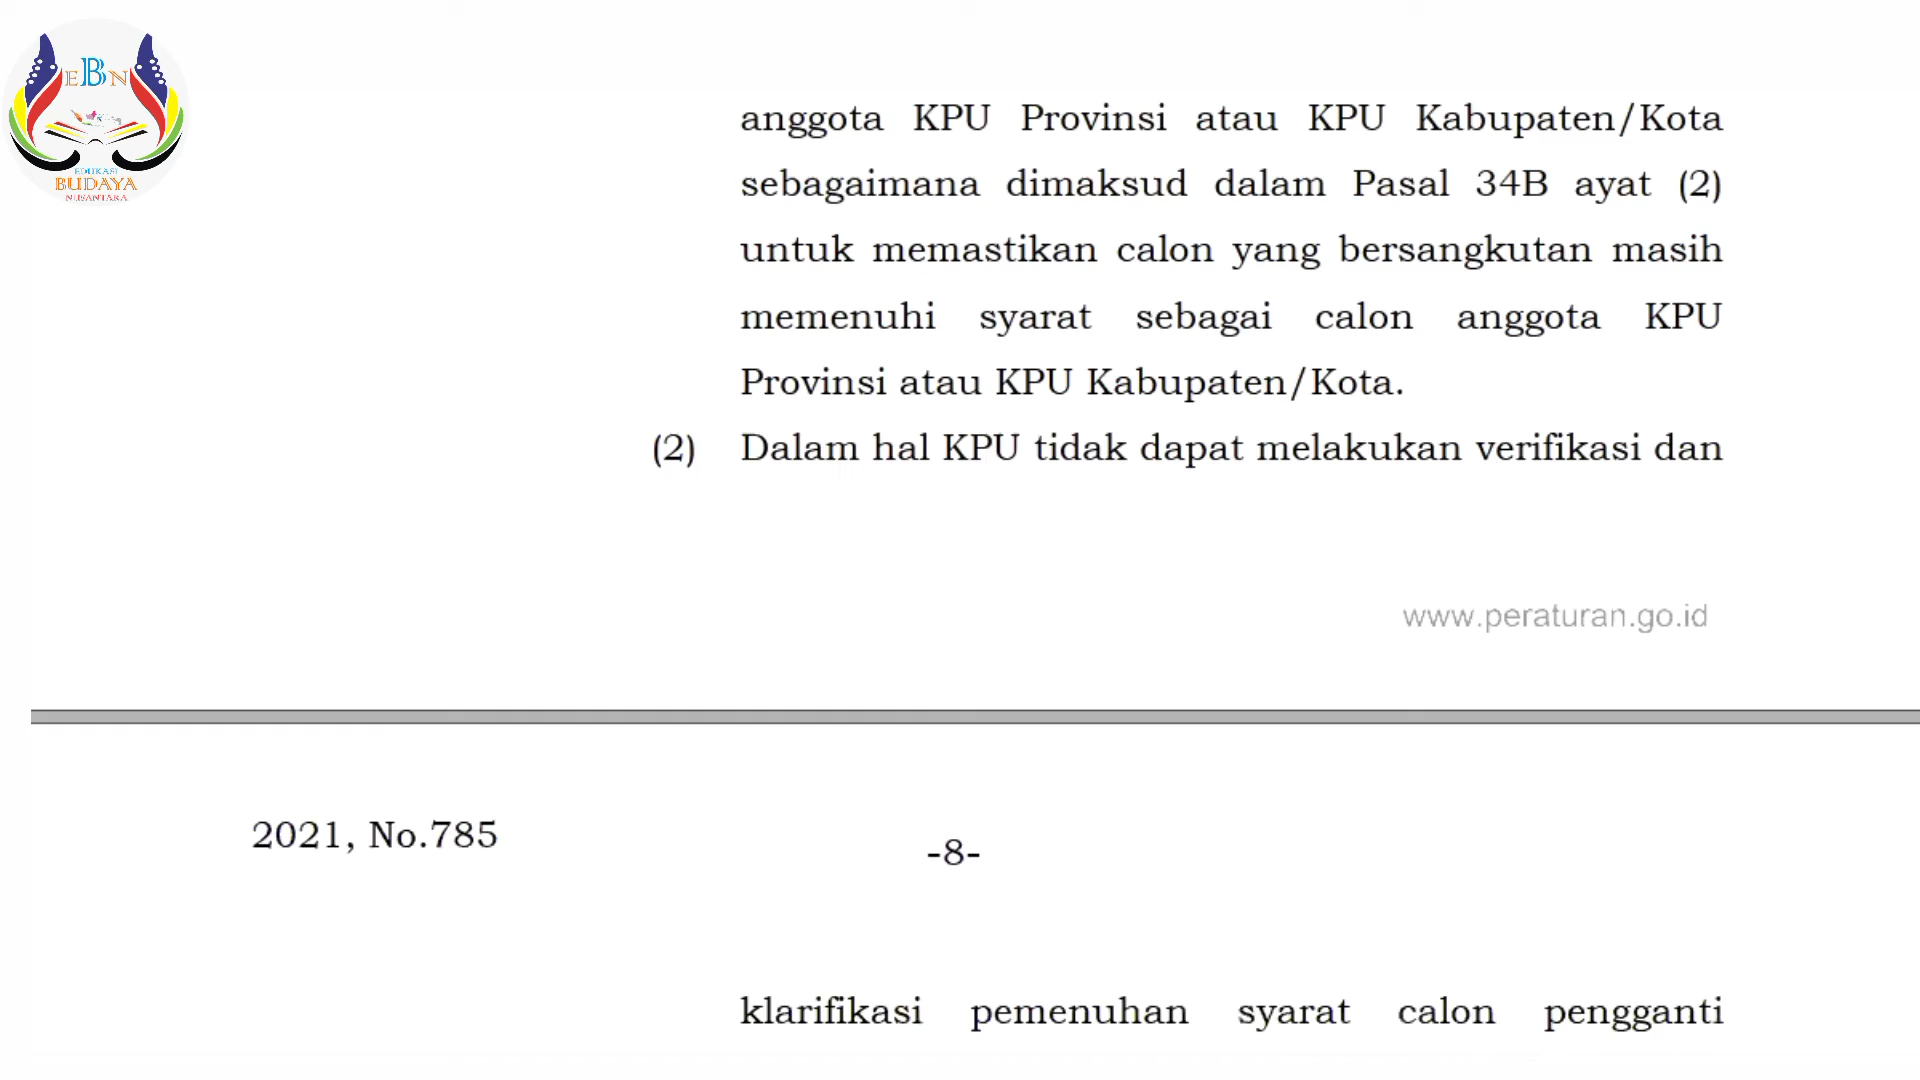 EBN
EDUKASI
BUDAYA
NUSANTARA
anggota KPU Provinsi atau KPU Kabupaten/Kota
sebagaimana dimaksud dalam Pasal 34B ayat (2)
untuk memastikan calon yang bersangkutan masih
memenuhi syarat sebagai calon anggota KPU
Provinsi atau KPU Kabupaten/Kota.
(2) Dalam hal KPU tidak dapat melakukan verifikasi dan
www.peraturan.go.id
2021, No.785
-8-
klarifikasi pemenuhan syarat calon pengganti